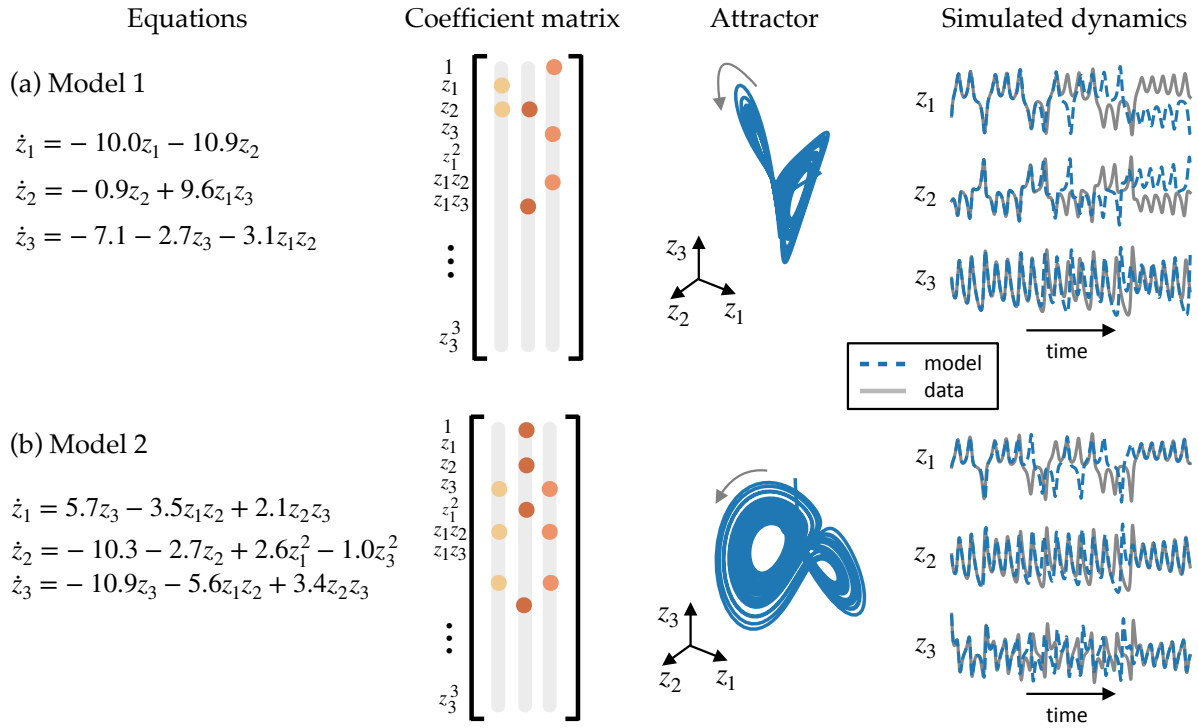 Equations Coefficient matrix Attractor Simulated dynamics
(a) Model 1
ż₁ = − 10.0z₁ − 10.9z₂
ż₂ = − 0.9z₂ + 9.6z₁z₃
ż₃ = − 7.1 − 2.7z₃ − 3.1z₁z₂
1
z₁
z₂
z₃
z₁²
z₁z₂
z₁z₃
⋮
z₃³
z₃
z₂ z₁
z₁
z₂
z₃
time
model
data
(b) Model 2
ż₁ = 5.7z₃ − 3.5z₁z₂ + 2.1z₂z₃
ż₂ = − 10.3 − 2.7z₂ + 2.6z₁² − 1.0z₃²
ż₃ = − 10.9z₃ − 5.6z₁z₂ + 3.4z₂z₃
1
z₁
z₂
z₃
z₁²
z₁z₂
z₁z₃
⋮
z₃³
z₃
z₂ z₁
z₁
z₂
z₃
time